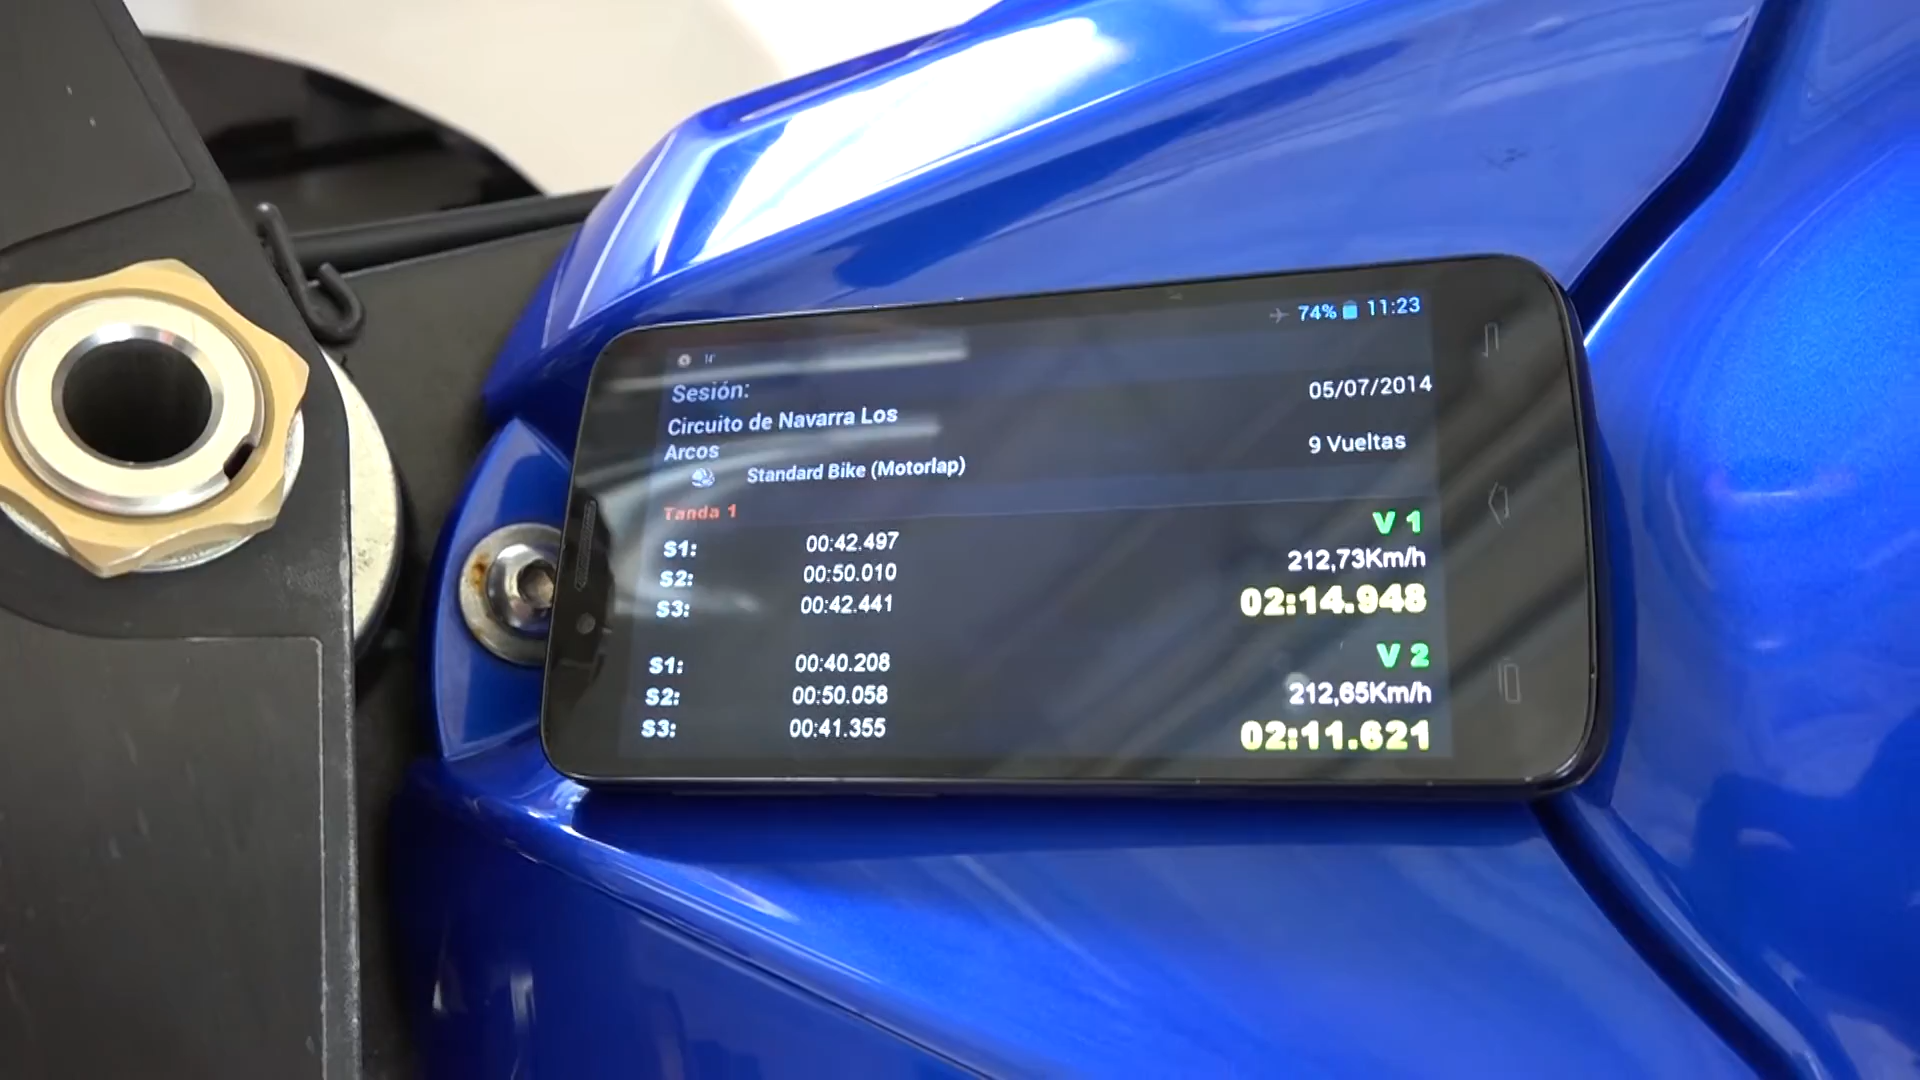 74% 11:23
Sesión:
05/07/2014
Circuito de Navarra Los
Arcos
9 Vueltas
Standard Bike (Motorlap)
Tanda 1
V 1
S1: 00:42.497
212,73Km/h
S2: 00:50.010
02:14.948
S3: 00:42.441
V 2
S1: 00:40.208
212,65Km/h
S2: 00:50.058
02:11.621
S3: 00:41.355